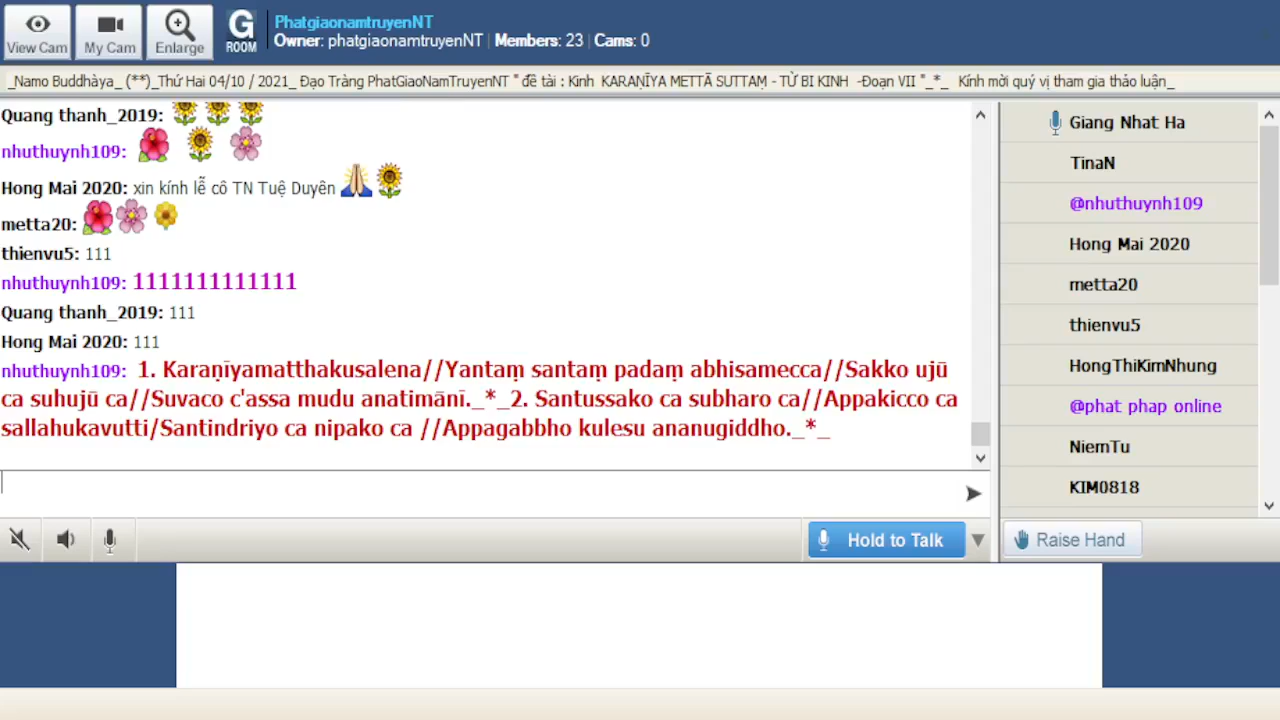 View Cam
My Cam
Enlarge
G
ROOM
PhatgiaonamtruyenNT
Owner: phatgiaonamtruyenNT | Members: 23 | Cams: 0
_Namo Buddhàya_ (**)_Thứ Hai 04/10 / 2021_ Đạo Tràng PhatGiaoNamTruyenNT " đề tài : Kinh KARAṆĪYA METTĀ SUTTAṂ - TỪ BI KINH -Đoạn VII "_*_ Kính mời quý vị tham gia thảo luận_
Quang thanh_2019:
nhuthuynh109:
Hong Mai 2020: xin kính lễ cô TN Tuệ Duyên
metta20:
thienvu5: 111
nhuthuynh109: 1111111111111
Quang thanh_2019: 111
Hong Mai 2020: 111
nhuthuynh109: 1. Karaṇīyamatthakusalena//Yantaṃ santaṃ padaṃ abhisamecca//Sakko ujū
ca suhujū ca//Suvaco c'assa mudu anatimānī._*_2. Santussako ca subharo ca//Appakicco ca
sallahukavutti/Santindriyo ca nipako ca //Appagabbho kulesu ananugiddho._*_
Hold to Talk
Giang Nhat Ha
TinaN
@nhuthuynh109
Hong Mai 2020
metta20
thienvu5
HongThiKimNhung
@phat phap online
NiemTu
KIM0818
Raise Hand